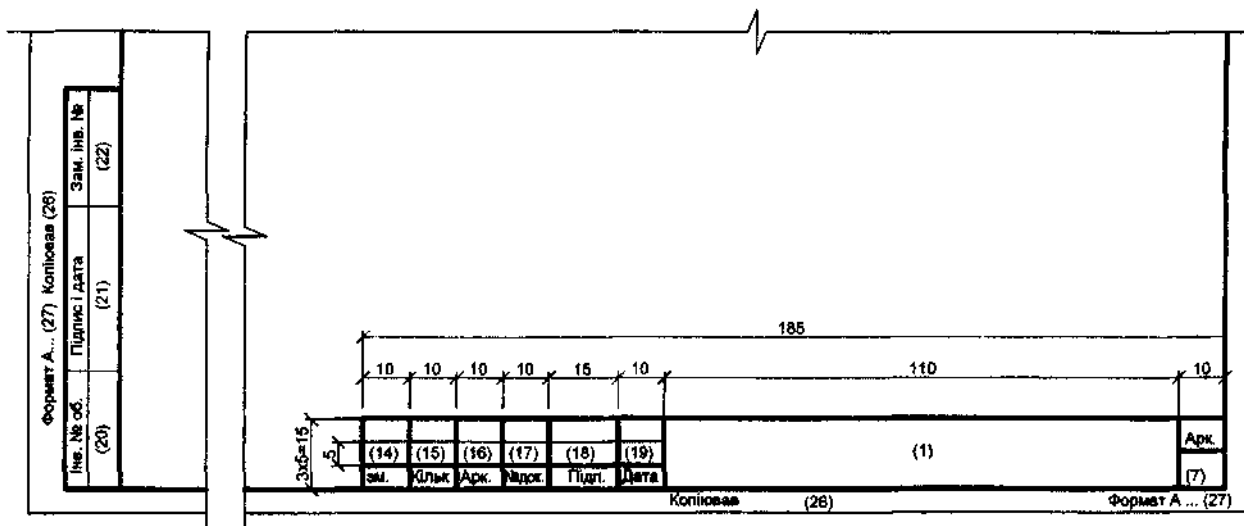 Формат А... (27) Копіював (26)
Зам. інв. №
(22)
Підпис і дата
(21)
Інв. № об.
(20)
185
10 10 10 10 15 10 110 10
3х5=15
5
(14) (15) (16) (17) (18) (19) (1) Арк.
зм. Кільк Арк. №док. Підп. Дата (7)
Копіював (26) Формат А ... (27)